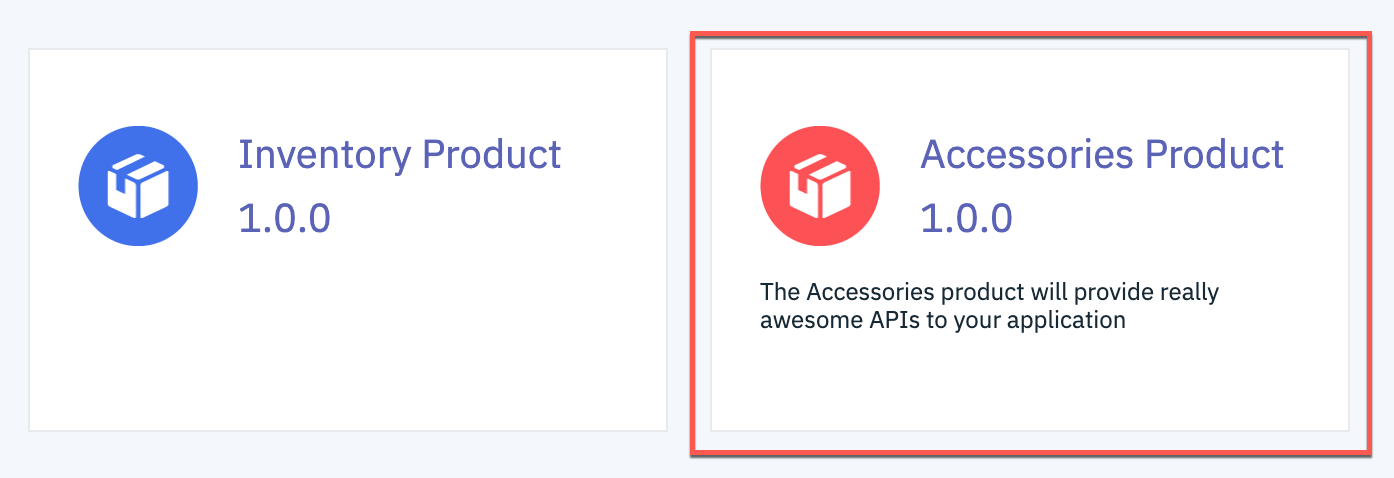 Inventory Product
1.0.0
Accessories Product
1.0.0
The Accessories product will provide really
awesome APIs to your application